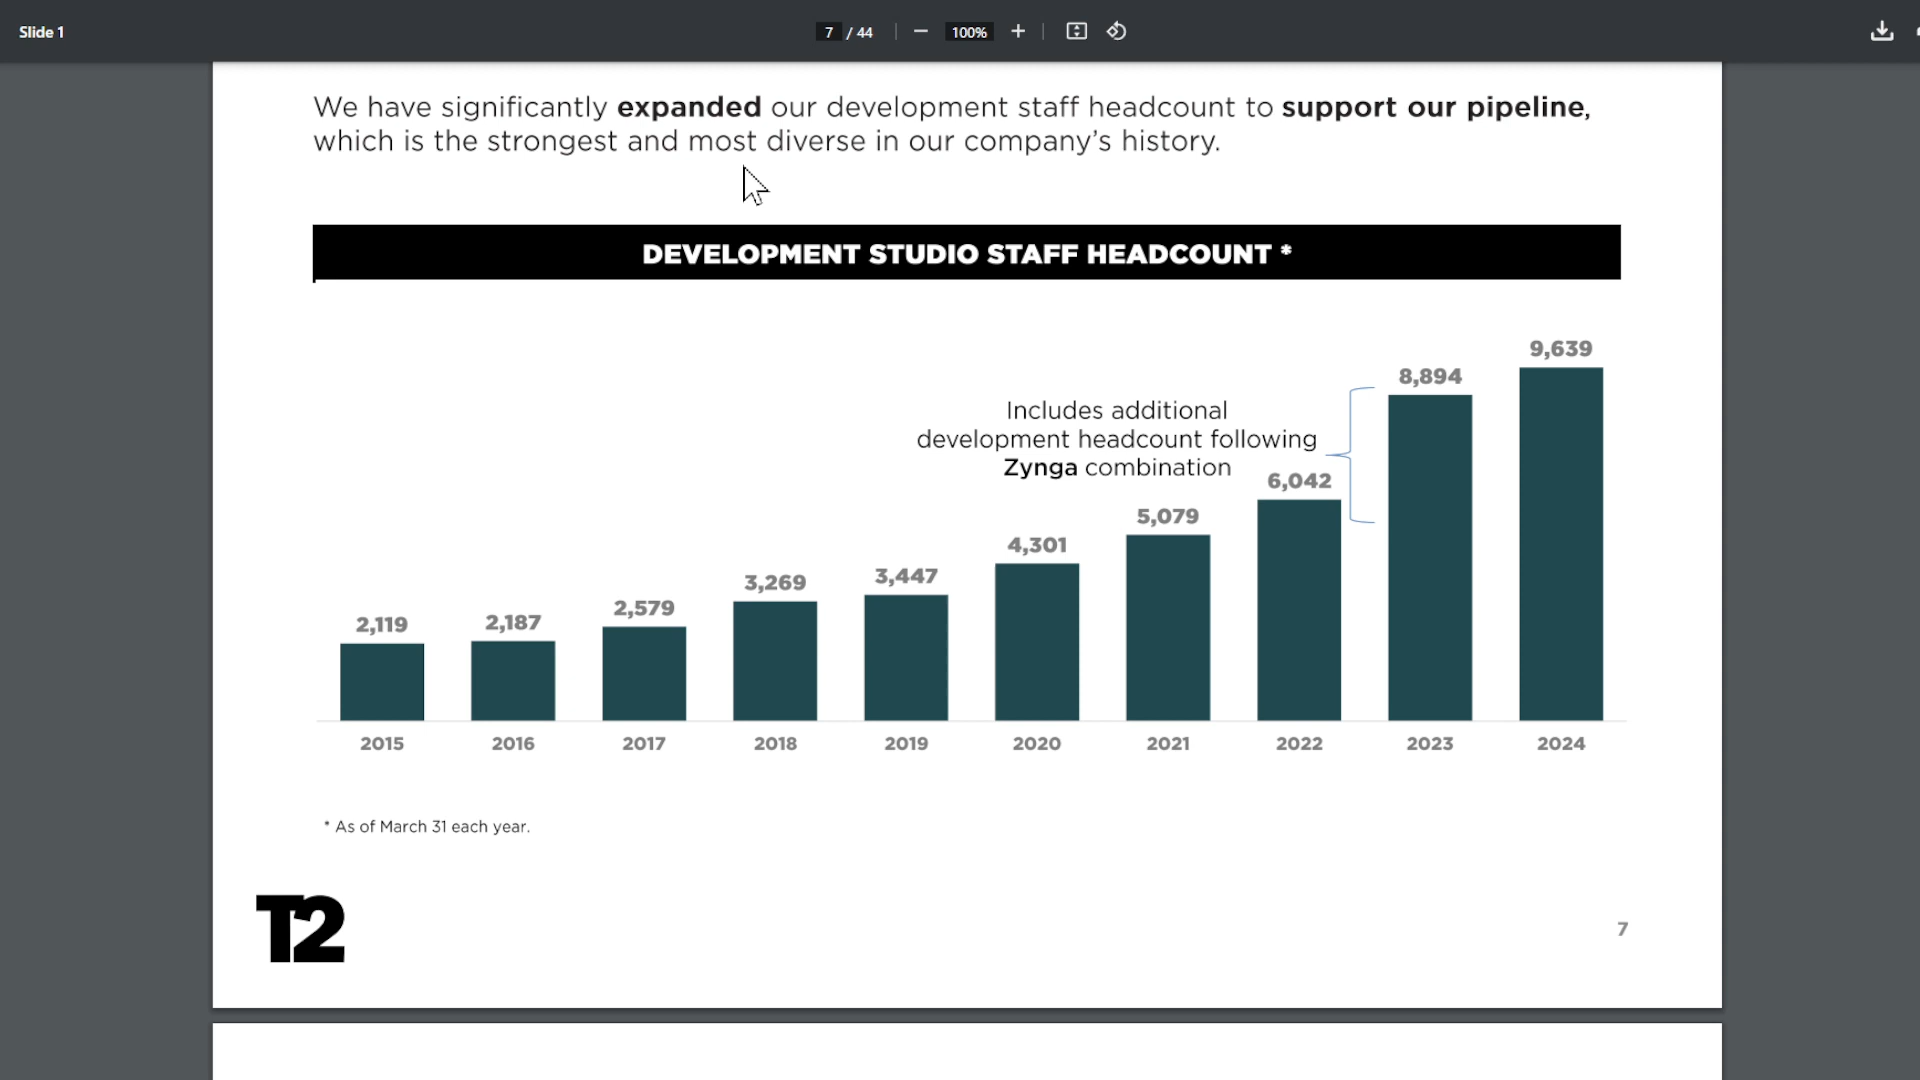 Slide 1
7 / 44
100%
We have significantly expanded our development staff headcount to support our pipeline,
which is the strongest and most diverse in our company's history.
DEVELOPMENT STUDIO STAFF HEADCOUNT *
Includes additional
development headcount following
Zynga combination
2,119
2,187
2,579
3,269
3,447
4,301
5,079
6,042
8,894
9,639
2015
2016
2017
2018
2019
2020
2021
2022
2023
2024
* As of March 31 each year.
T2
7